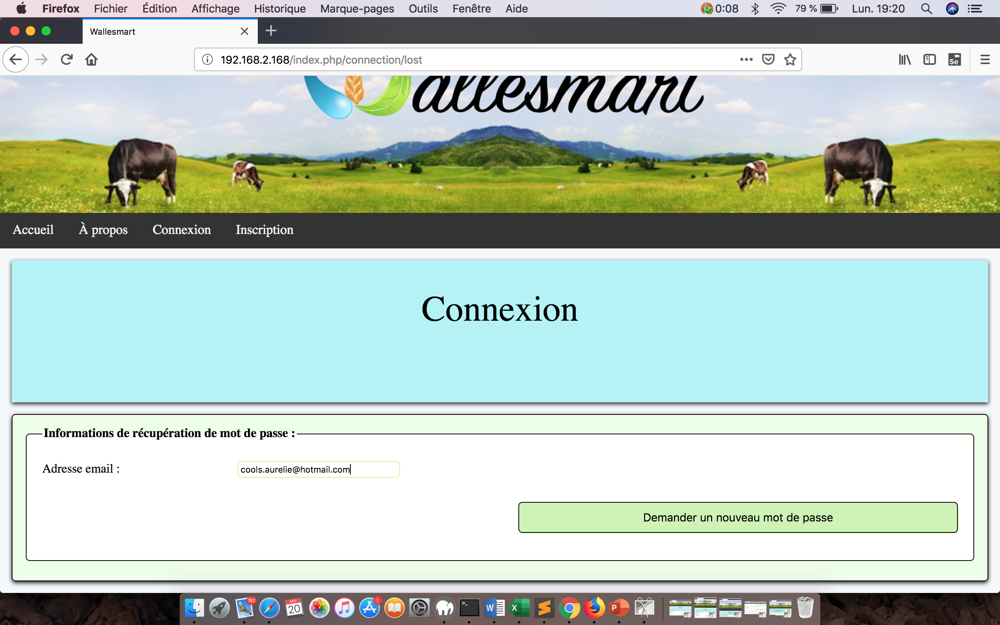 Firefox Fichier Édition Affichage Historique Marque-pages Outils Fenêtre Aide 0:08 79 % Lun. 19:20
Wallesmart
192.168.2.168/index.php/connection/lost
Se
allesmart
Accueil À propos Connexion Inscription
Connexion
Informations de récupération de mot de passe :
Adresse email : cools.aurelie@hotmail.com
Demander un nouveau mot de passe
192 MAI 20 1 >_ W X P